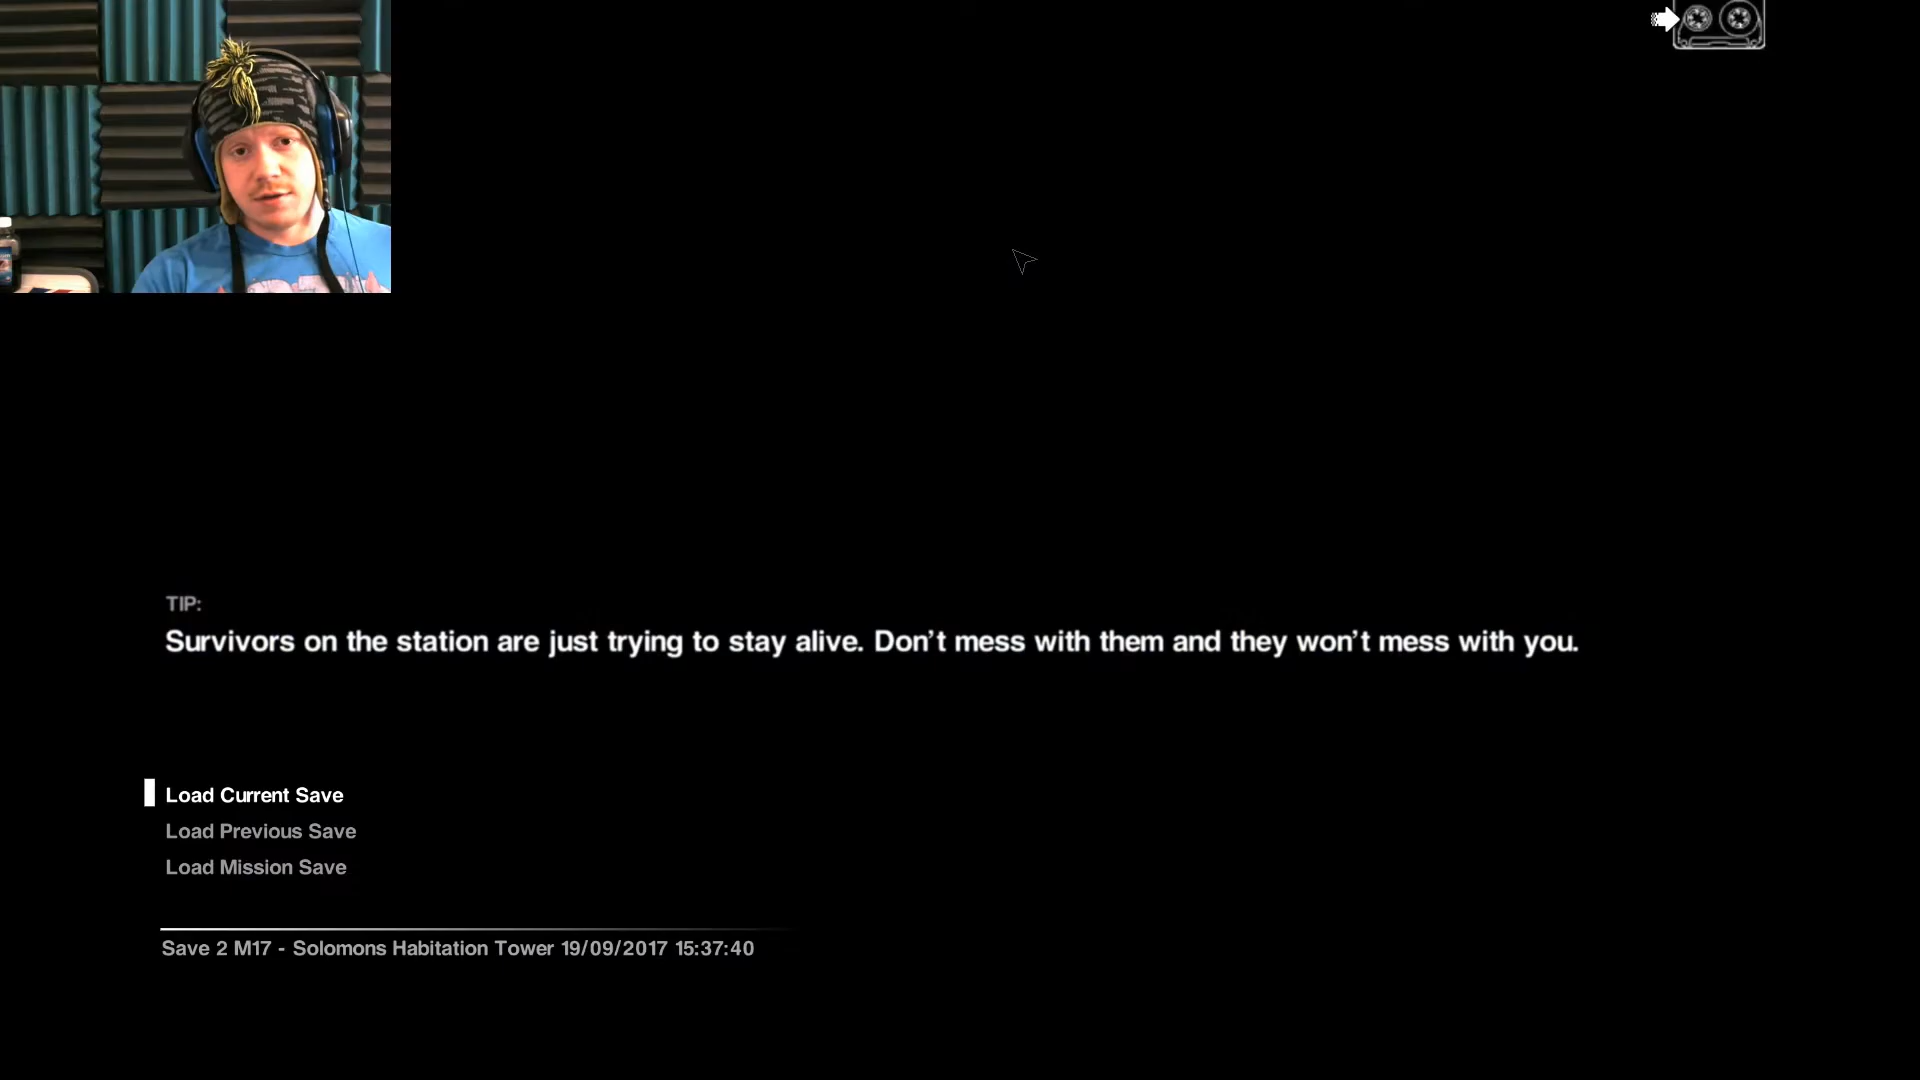 TIP:
Survivors on the station are just trying to stay alive. Don't mess with them and they won't mess with you.
Load Current Save
Load Previous Save
Load Mission Save
Save 2 M17 - Solomons Habitation Tower 19/09/2017 15:37:40